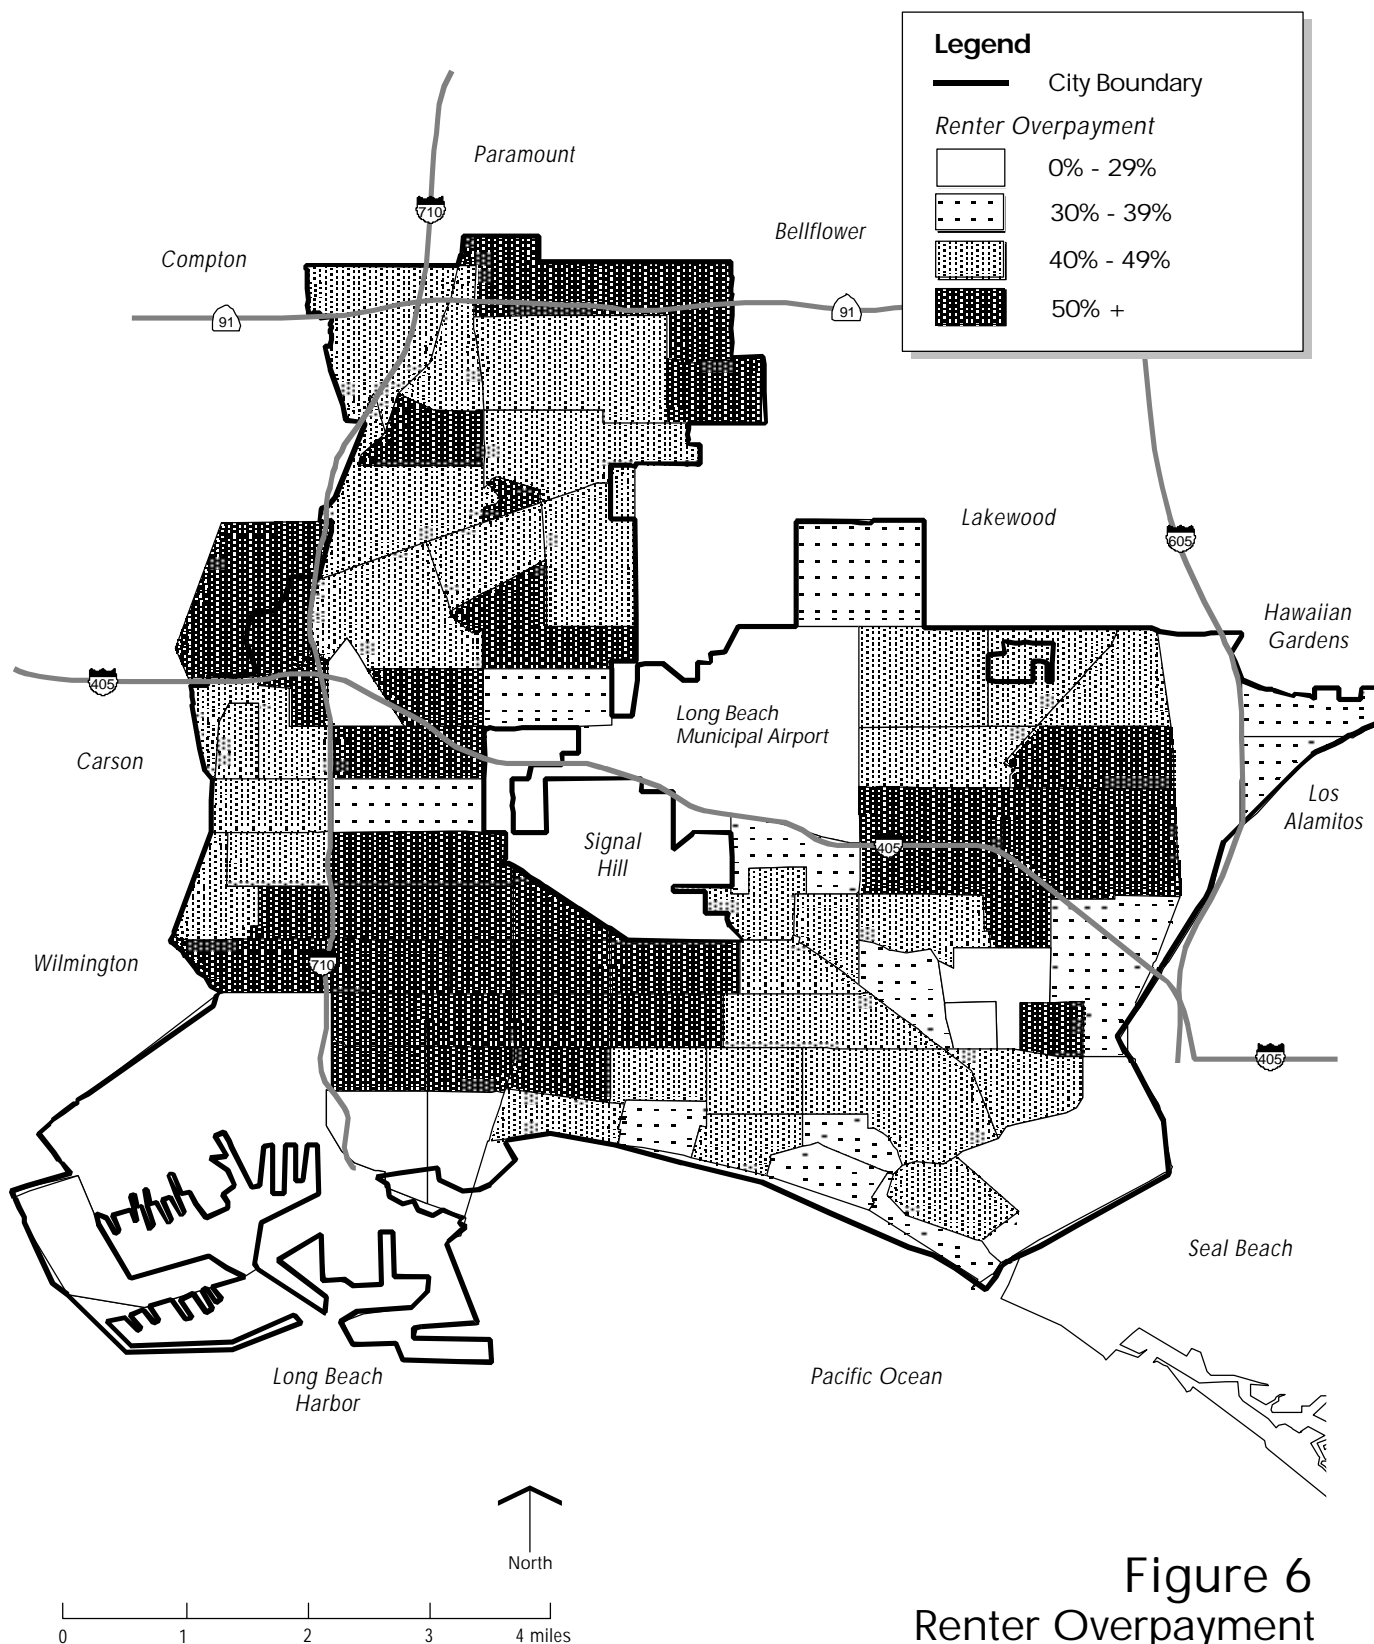 Legend
City Boundary
Renter Overpayment
0% - 29%
30% - 39%
40% - 49%
50% +
Paramount
710
Bellflower
Compton
91
91
Lakewood
605
Hawaiian
Gardens
405
Long Beach
Municipal Airport
Carson
Los
Alamitos
Signal
Hill
405
Wilmington
710
405
Seal Beach
Long Beach
Harbor
Pacific Ocean
North
0 1 2 3 4 miles
Figure 6
Renter Overpayment